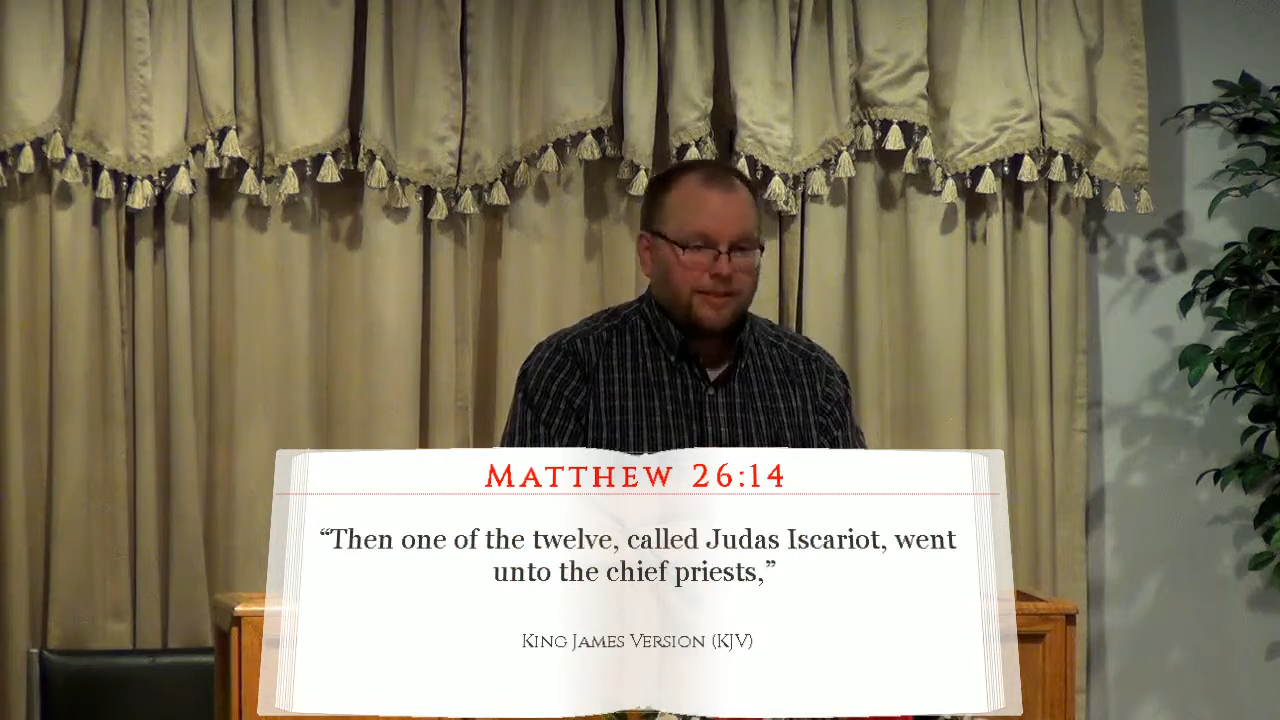 Matthew 26:14
“Then one of the twelve, called Judas Iscariot, went
unto the chief priests,”
King James Version (KJV)